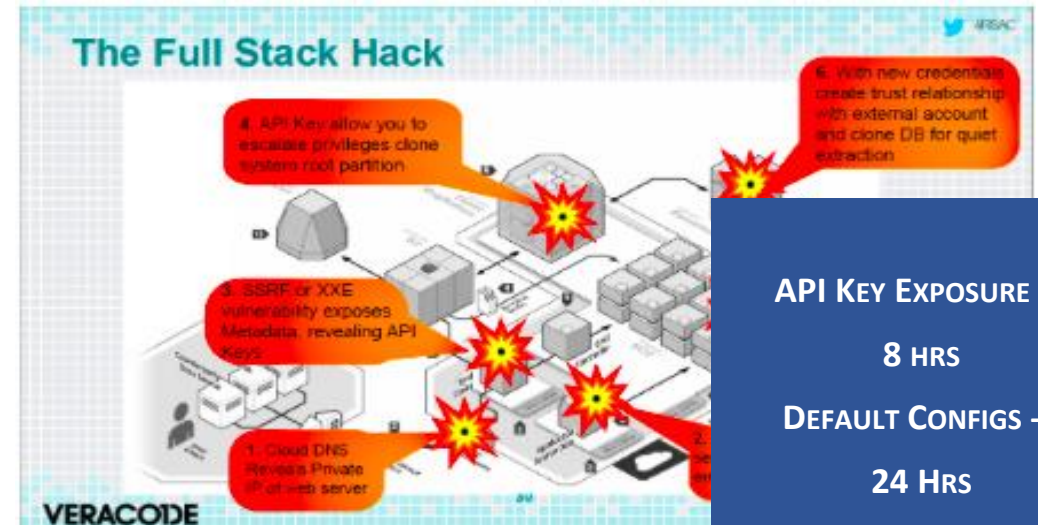 #RSAC
The Full Stack Hack
4. API Key allow you to
escalate privileges clone
system root partition
6. With new credentials
create trust relationship
with external account
and clone DB for quiet
extraction
3. SSRF or XXE
vulnerability exposes
Metadata, revealing API
Keys
1. Cloud DNS
Reveals Private
IP of web server
2.
API KEY EXPOSURE
8 HRS
DEFAULT CONFIGS -
24 HRS
VERACODE